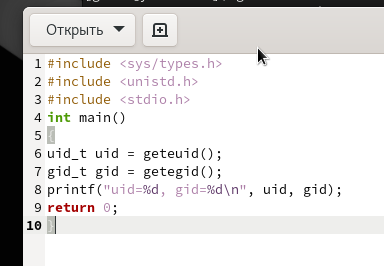 Открыть
1 #include <sys/types.h>
2 #include <unistd.h>
3 #include <stdio.h>
4 int main()
5 {
6 uid_t uid = geteuid();
7 gid_t gid = getegid();
8 printf("uid=%d, gid=%d\n", uid, gid);
9 return 0;
10 }